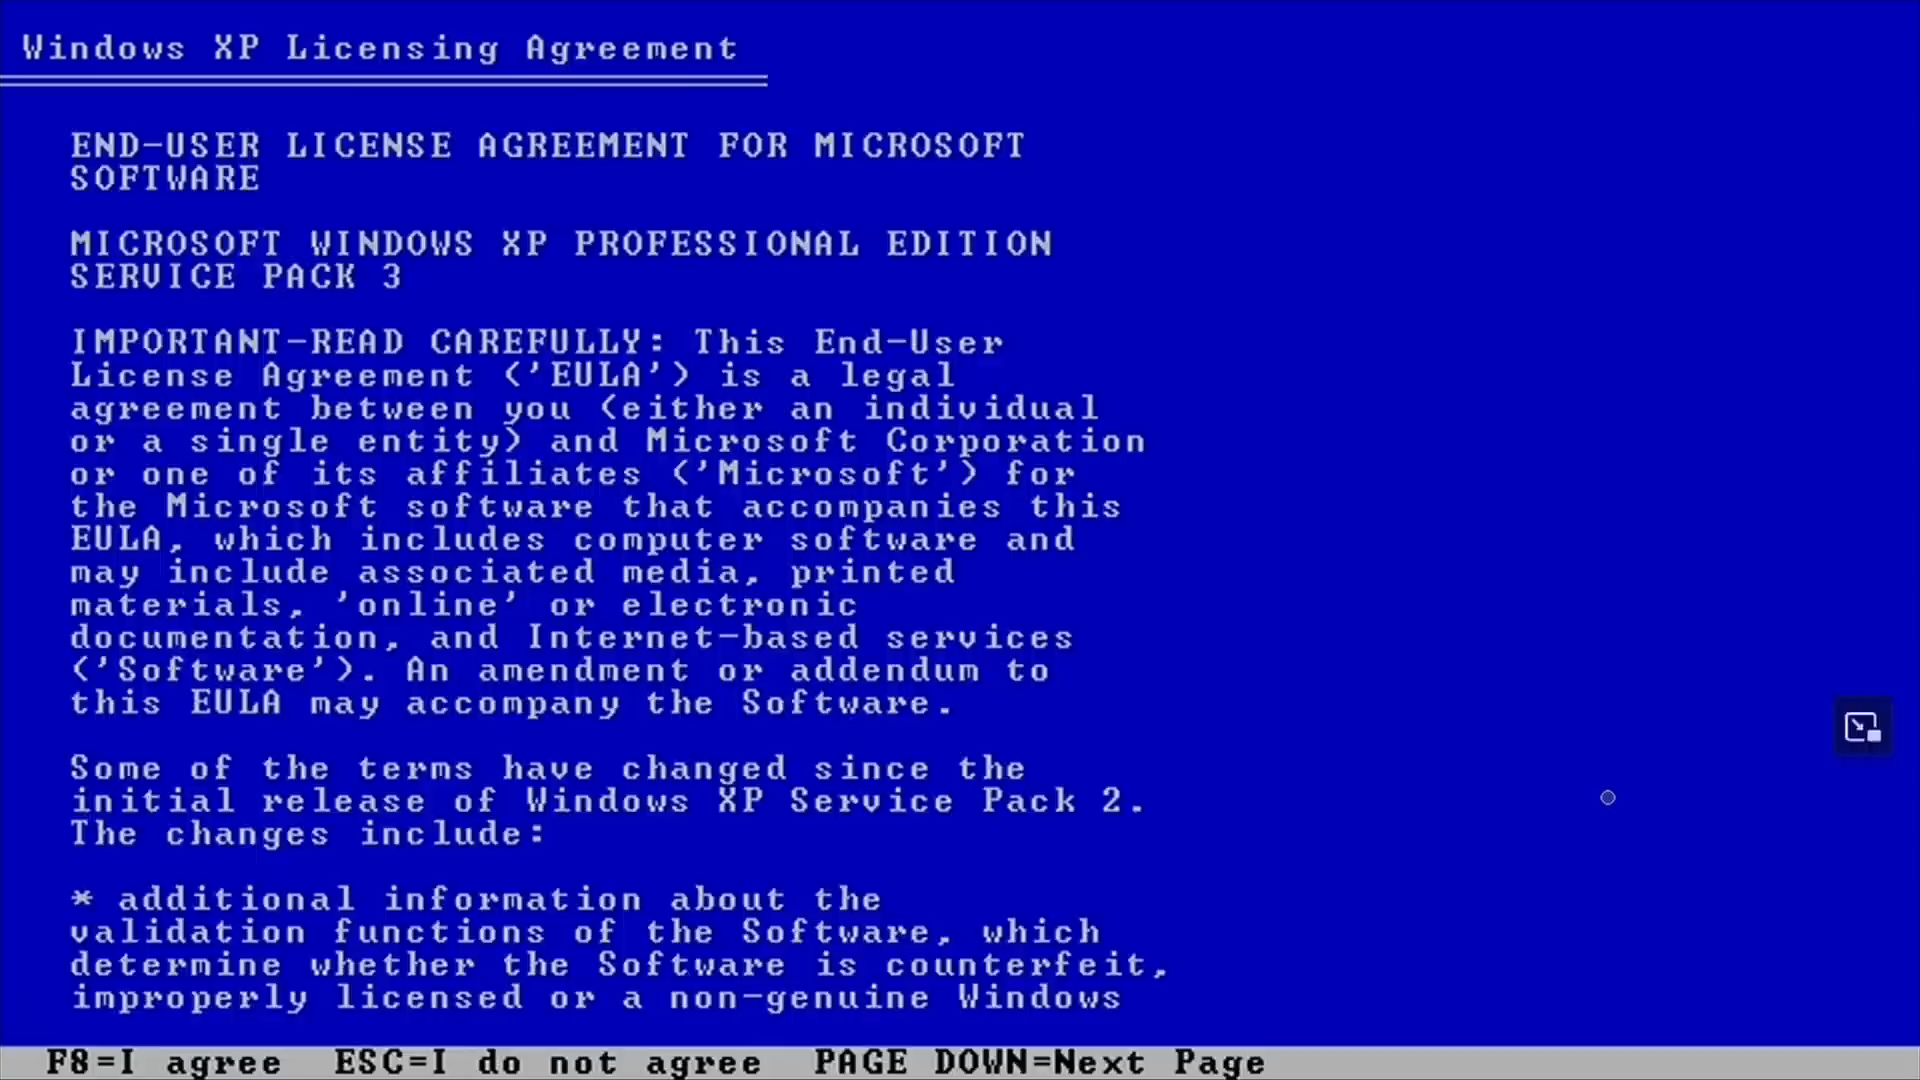 Windows XP Licensing Agreement
END-USER LICENSE AGREEMENT FOR MICROSOFT
SOFTWARE
MICROSOFT WINDOWS XP PROFESSIONAL EDITION
SERVICE PACK 3
IMPORTANT-READ CAREFULLY: This End-User
License Agreement ('EULA') is a legal
agreement between you (either an individual
or a single entity) and Microsoft Corporation
or one of its affiliates ('Microsoft') for
the Microsoft software that accompanies this
EULA, which includes computer software and
may include associated media, printed
materials, 'online' or electronic
documentation, and Internet-based services
('Software'). An amendment or addendum to
this EULA may accompany the Software.
Some of the terms have changed since the
initial release of Windows XP Service Pack 2.
The changes include:
* additional information about the
validation functions of the Software, which
determine whether the Software is counterfeit,
improperly licensed or a non-genuine Windows
F8=I agree ESC=I do not agree PAGE DOWN=Next Page